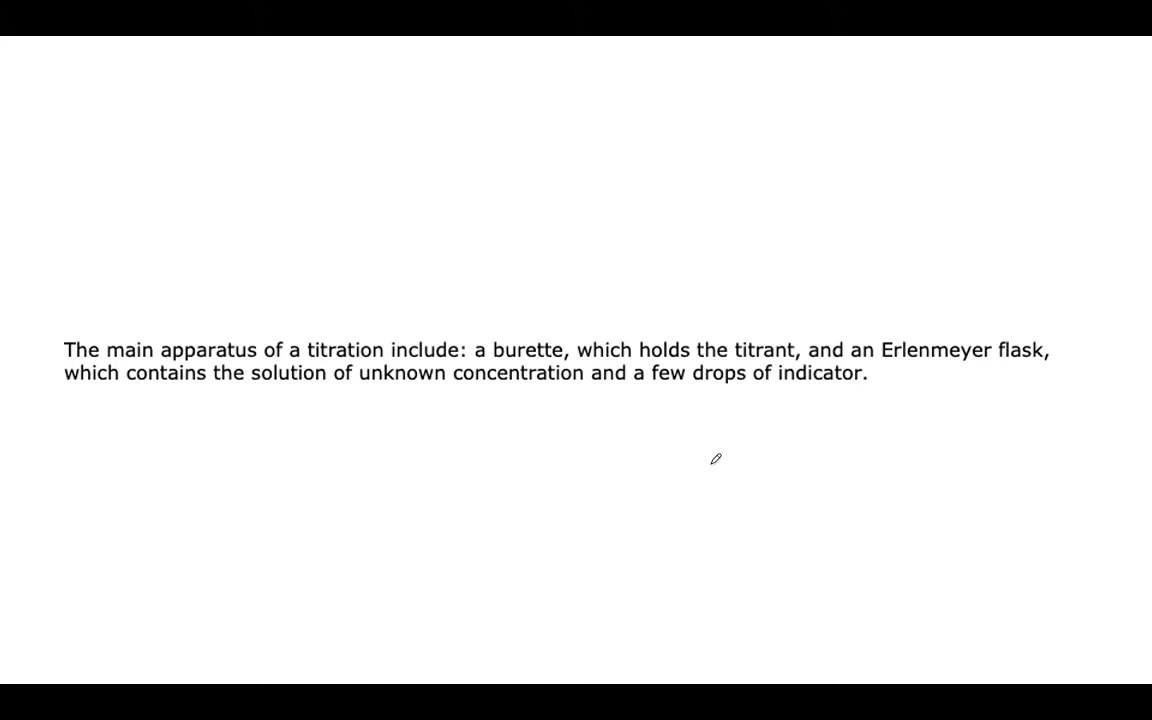 The main apparatus of a titration include: a burette, which holds the titrant, and an Erlenmeyer flask,
which contains the solution of unknown concentration and a few drops of indicator.